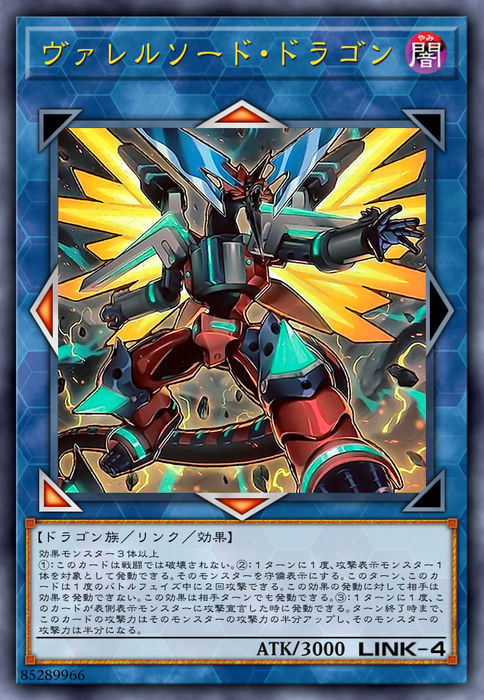 ヴァレルソード・ドラゴン
やみ
闇
【ドラゴン族／リンク／効果】
効果モンスター３体以上
①：このカードは戦闘では破壊されない。②：１ターンに１度、攻撃表示モンスター１
体を対象として発動できる。そのモンスターを守備表示にする。このターン、このカ
ードは１度のバトルフェイズ中に２回攻撃できる。この効果の発動に対して相手は
効果を発動できない。この効果は相手ターンでも発動できる。③：１ターンに１度、こ
のカードが表側表示モンスターに攻撃宣言した時に発動できる。ターン終了時まで、
このカードの攻撃力はそのモンスターの攻撃力の半分アップし、そのモンスターの
攻撃力は半分になる。
ATK/3000 LINK-4
85289966